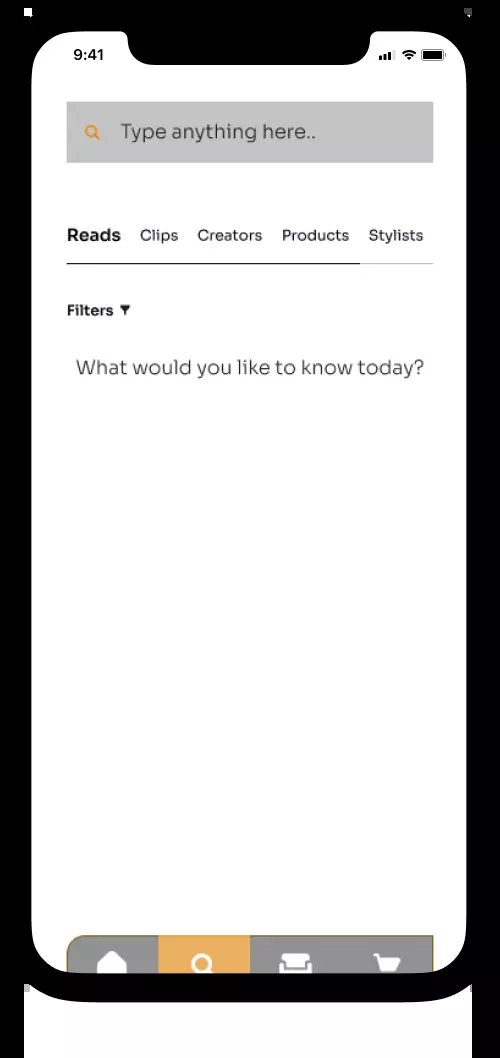 9:41
Type anything here..
Reads Clips Creators Products Stylists
Filters
What would you like to know today?